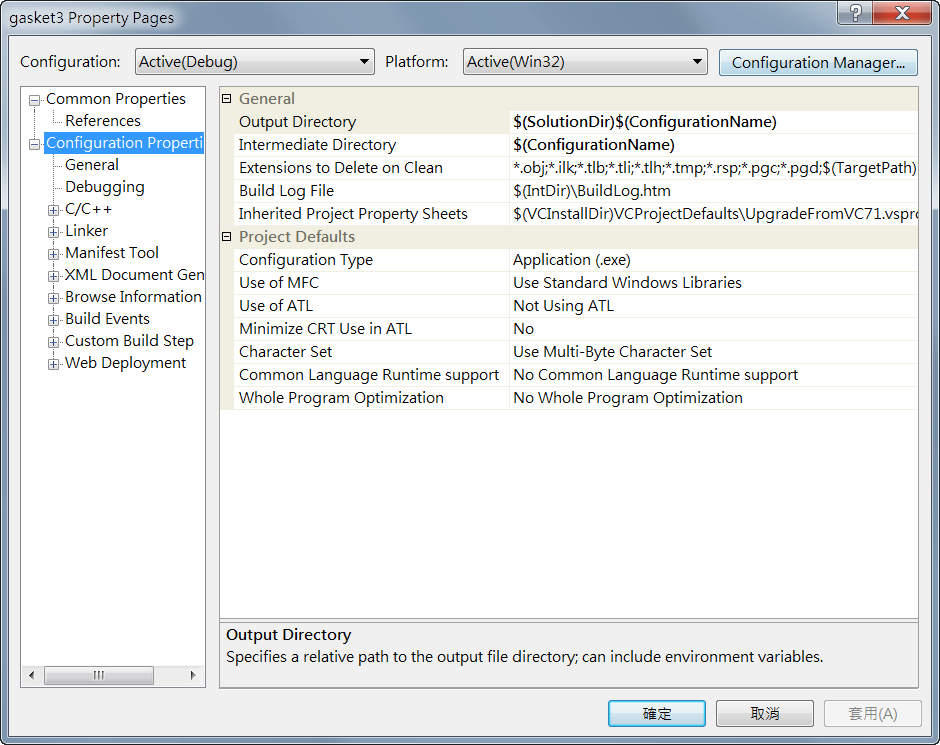 gasket3 Property Pages
Configuration: Active(Debug) Platform: Active(Win32) Configuration Manager...
Common Properties
References
Configuration Properti
General
Debugging
C/C++
Linker
Manifest Tool
XML Document Gen
Browse Information
Build Events
Custom Build Step
Web Deployment
General
Output Directory $(SolutionDir)$(ConfigurationName)
Intermediate Directory $(ConfigurationName)
Extensions to Delete on Clean *.obj;*.ilk;*.tlb;*.tli;*.tlh;*.tmp;*.rsp;*.pgc;*.pgd;$(TargetPath)
Build Log File $(IntDir)\BuildLog.htm
Inherited Project Property Sheets $(VCInstallDir)VCProjectDefaults\UpgradeFromVC71.vspro
Project Defaults
Configuration Type Application (.exe)
Use of MFC Use Standard Windows Libraries
Use of ATL Not Using ATL
Minimize CRT Use in ATL No
Character Set Use Multi-Byte Character Set
Common Language Runtime support No Common Language Runtime support
Whole Program Optimization No Whole Program Optimization
Output Directory
Specifies a relative path to the output file directory; can include environment variables.
確定 取消 套用(A)